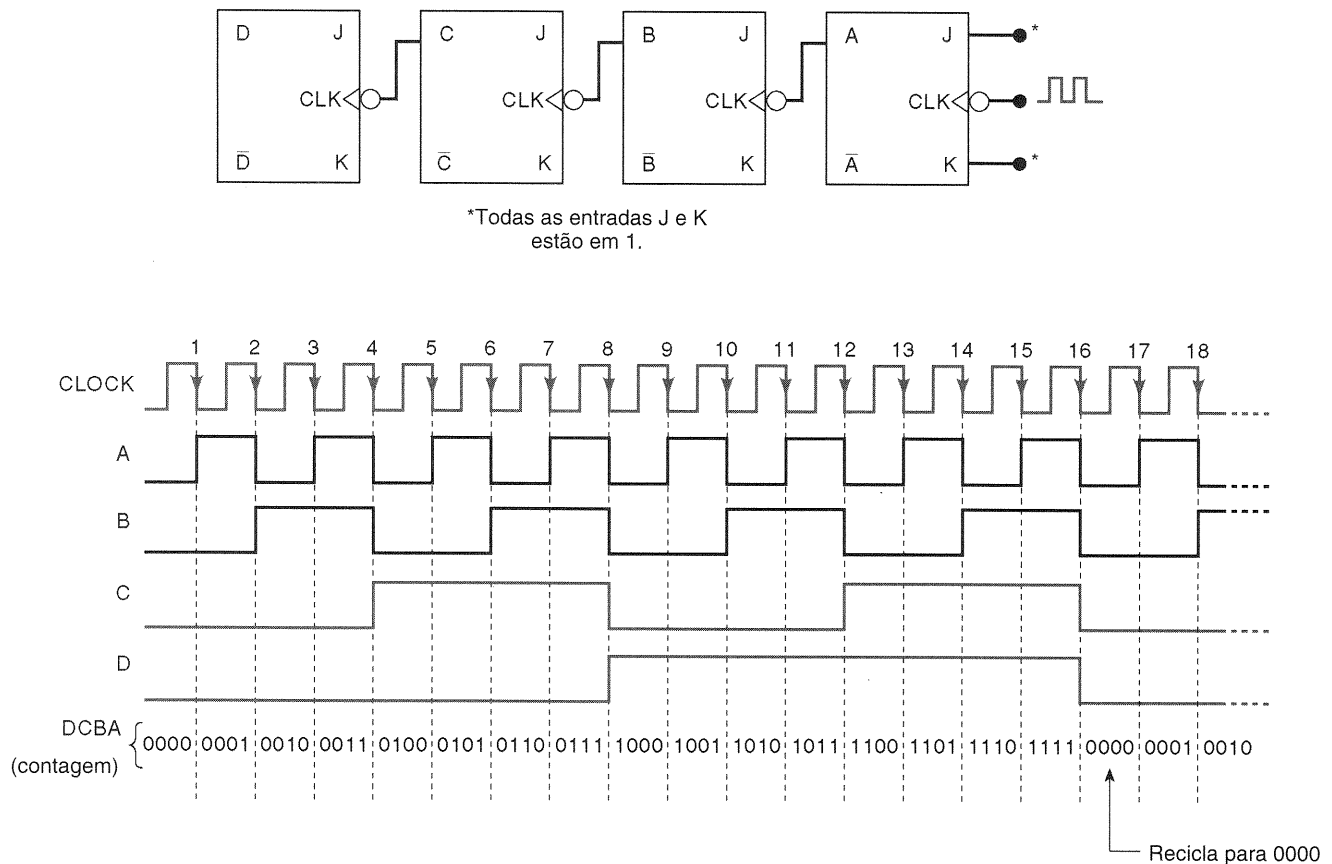 D J C J B J A J *
CLK CLK CLK CLK
D̅ K C̅ K B̅ K A̅ K *
*Todas as entradas J e K
estão em 1.
1 2 3 4 5 6 7 8 9 10 11 12 13 14 15 16 17 18
CLOCK
A
B
C
D
DCBA
0000 0001 0010 0011 0100 0101 0110 0111 1000 1001 1010 1011 1100 1101 1110 1111 0000 0001 0010
(contagem)
Recicla para 0000